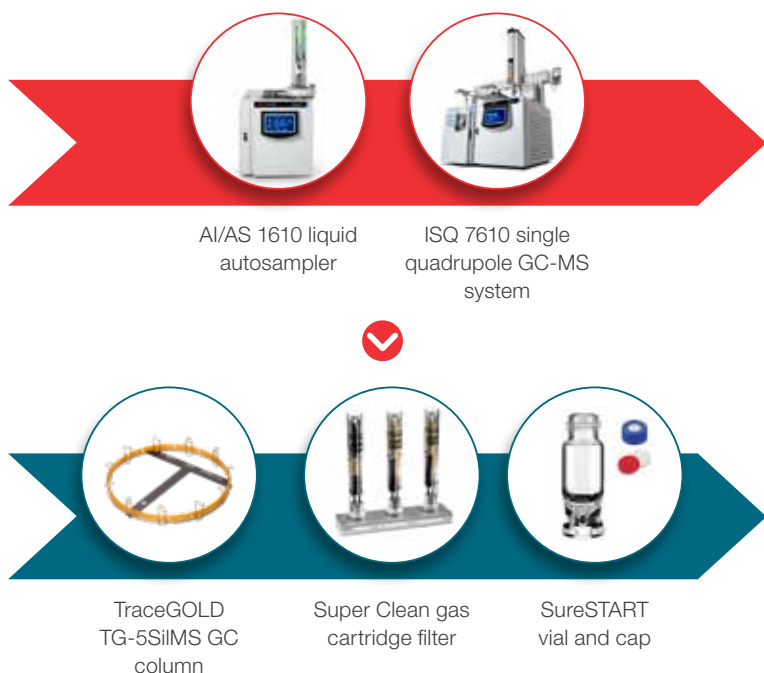 AI/AS 1610 liquid
autosampler
ISQ 7610 single
quadrupole GC-MS
system
TraceGOLD
TG-5SilMS GC
column
Super Clean gas
cartridge filter
SureSTART
vial and cap